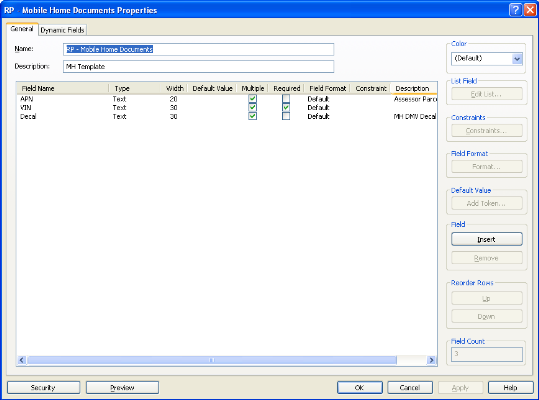 RP - Mobile Home Documents Properties
General Dynamic Fields
Name: RP - Mobile Home Documents
Description: MH Template
Field Name Type Width Default Value Multiple Required Field Format Constraint Description
APN Text 20 Default Assessor Parce
VIN Text 30 Default
Decal Text 30 Default MH DMV Decal
Color
(Default)
List Field
Edit List...
Constraints
Constraints...
Field Format
Format...
Default Value
Add Token...
Field
Insert
Remove
Reorder Rows
Up
Down
Field Count
3
Security Preview OK Cancel Apply Help